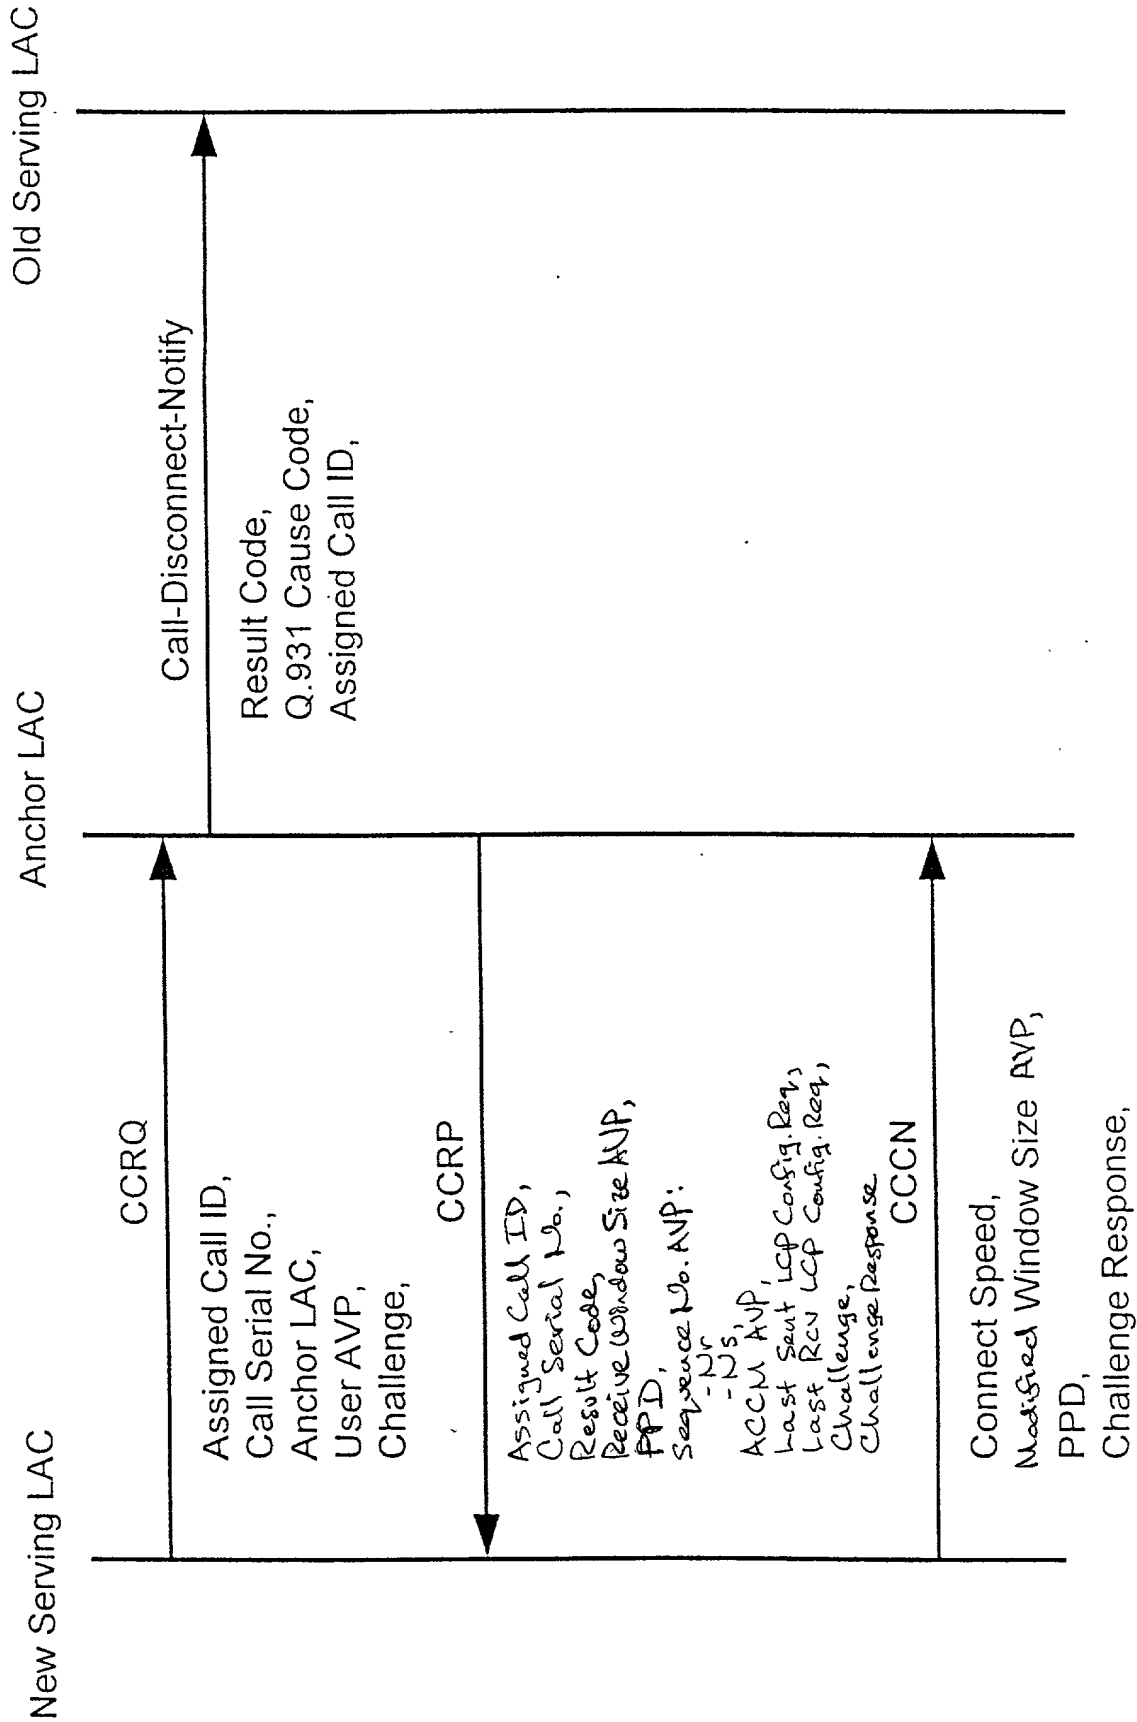 New Serving LAC
Anchor LAC
Old Serving LAC
CCRQ
Assigned Call ID,
Call Serial No.,
Anchor LAC,
User AVP,
Challenge,
Call-Disconnect-Notify
Result Code,
Q.931 Cause Code,
Assigned Call ID,
CCRP
Assigned Call ID,
Call Serial No.,
Result Code,
Receive Window Size AVP,
PPD,
Sequence No. AVP:
-Nr
-Ns,
ACCM AVP,
Last Sent LCP Config. Req,
Last Rcv LCP Config. Req,
Challenge,
Challenge Response
CCCN
Connect Speed,
Modified Window Size AVP,
PPD,
Challenge Response,